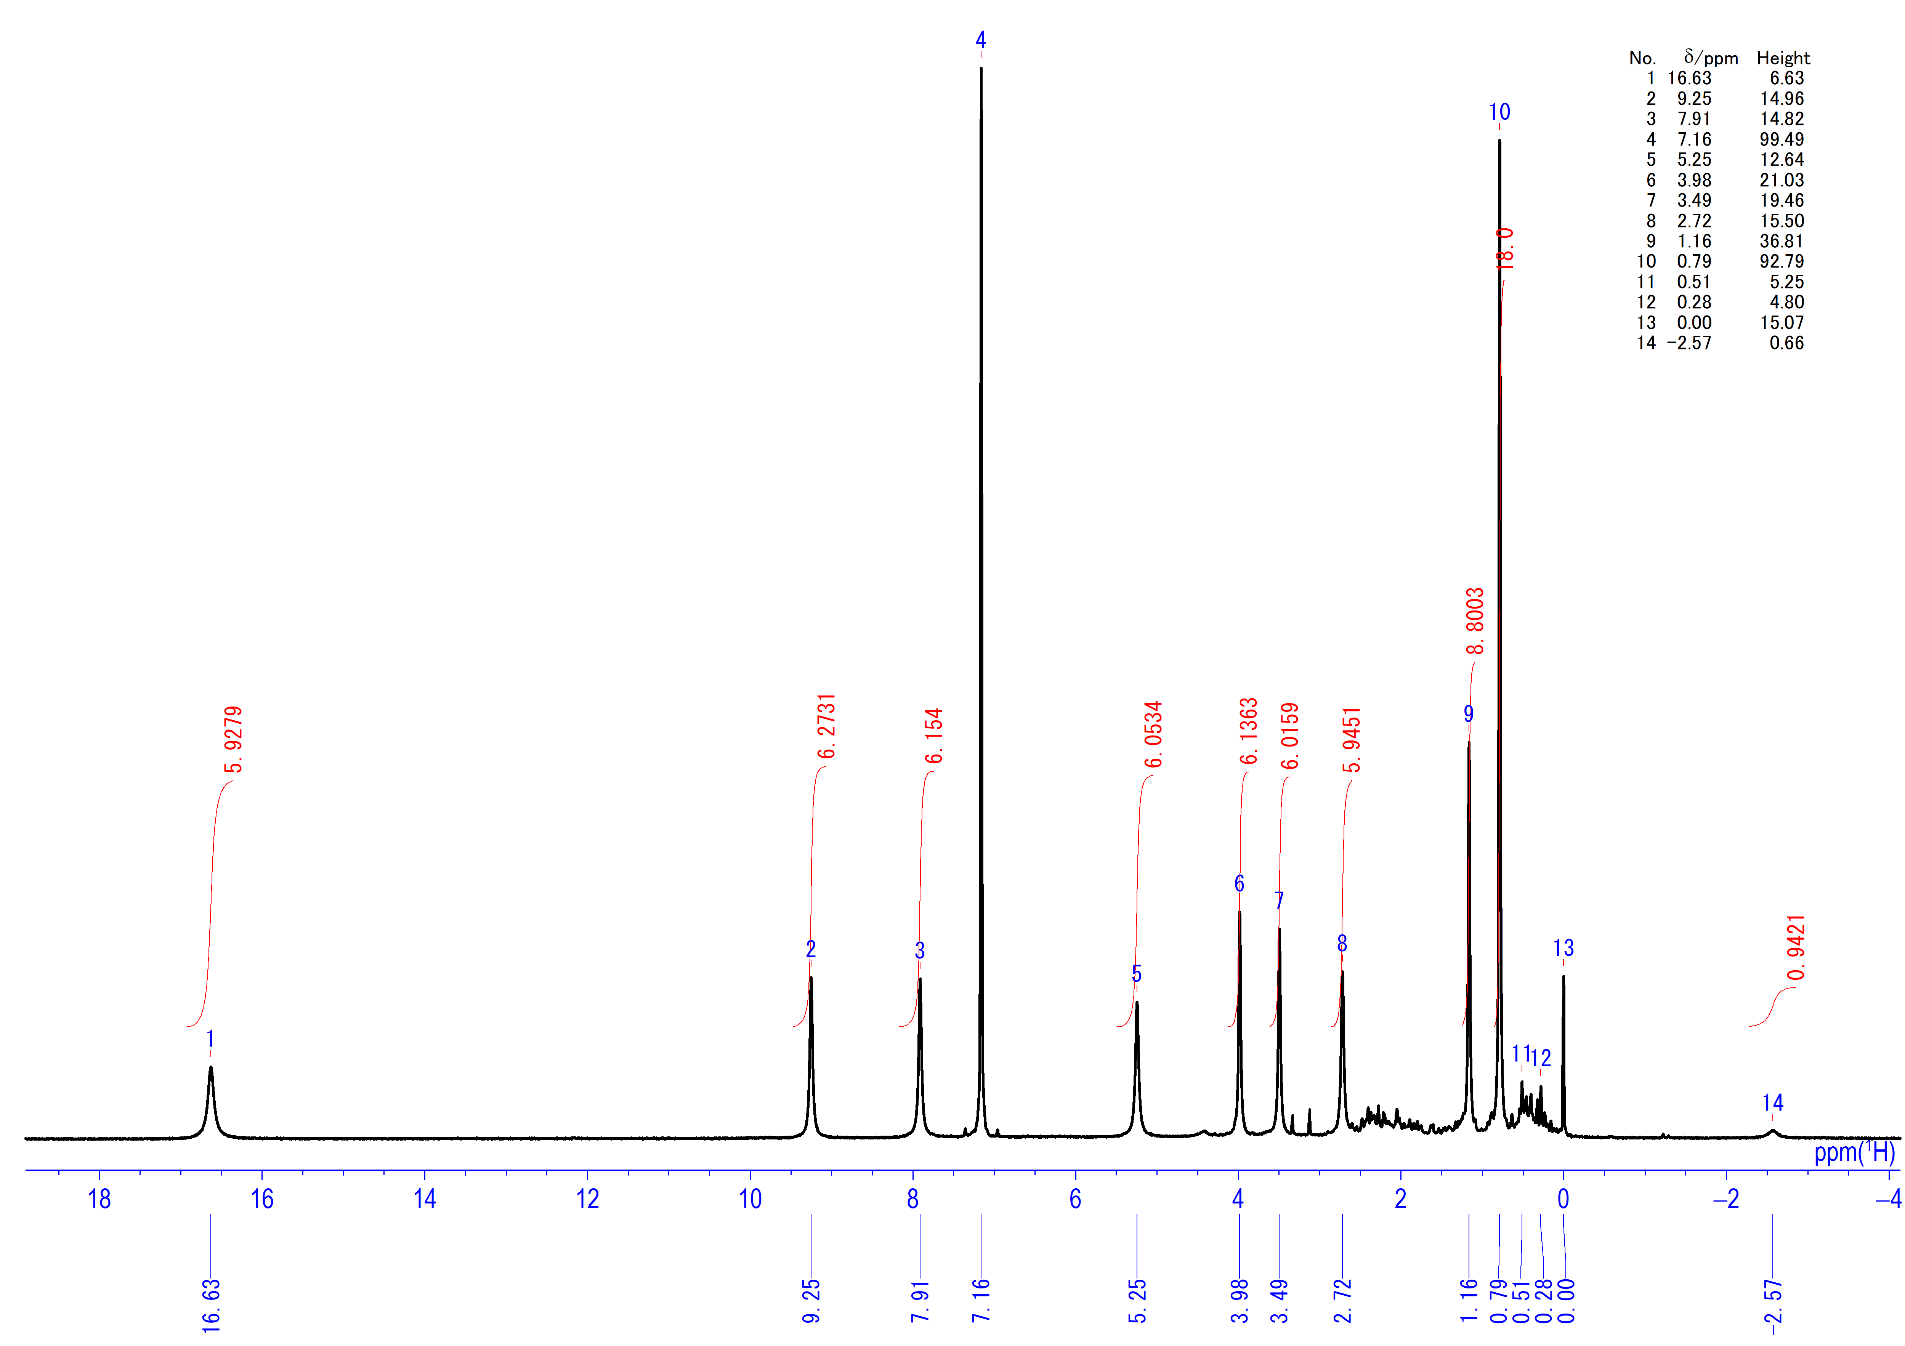 4
No. δ/ppm Height
1 16.63 6.63
2 9.25 14.96
3 7.91 14.82
4 7.16 99.49
5 5.25 12.64
6 3.98 21.03
7 3.49 19.46
8 2.72 15.50
9 1.16 36.81
10 0.79 92.79
11 0.51 5.25
12 0.28 4.80
13 0.00 15.07
14 -2.57 0.66
10
18.0
8.8003
5.9279
6.2731
6.154
6.0534
6.1363
6.0159
5.9451
9
6
7
0.9421
2
3
5
8
13
1
11
12
14
ppm(¹H)
18 16 14 12 10 8 6 4 2 0 −2 −4
16.63 9.25 7.91 7.16 5.25 3.98 3.49 2.72 1.16 0.79 0.51 0.28 0.00 −2.57